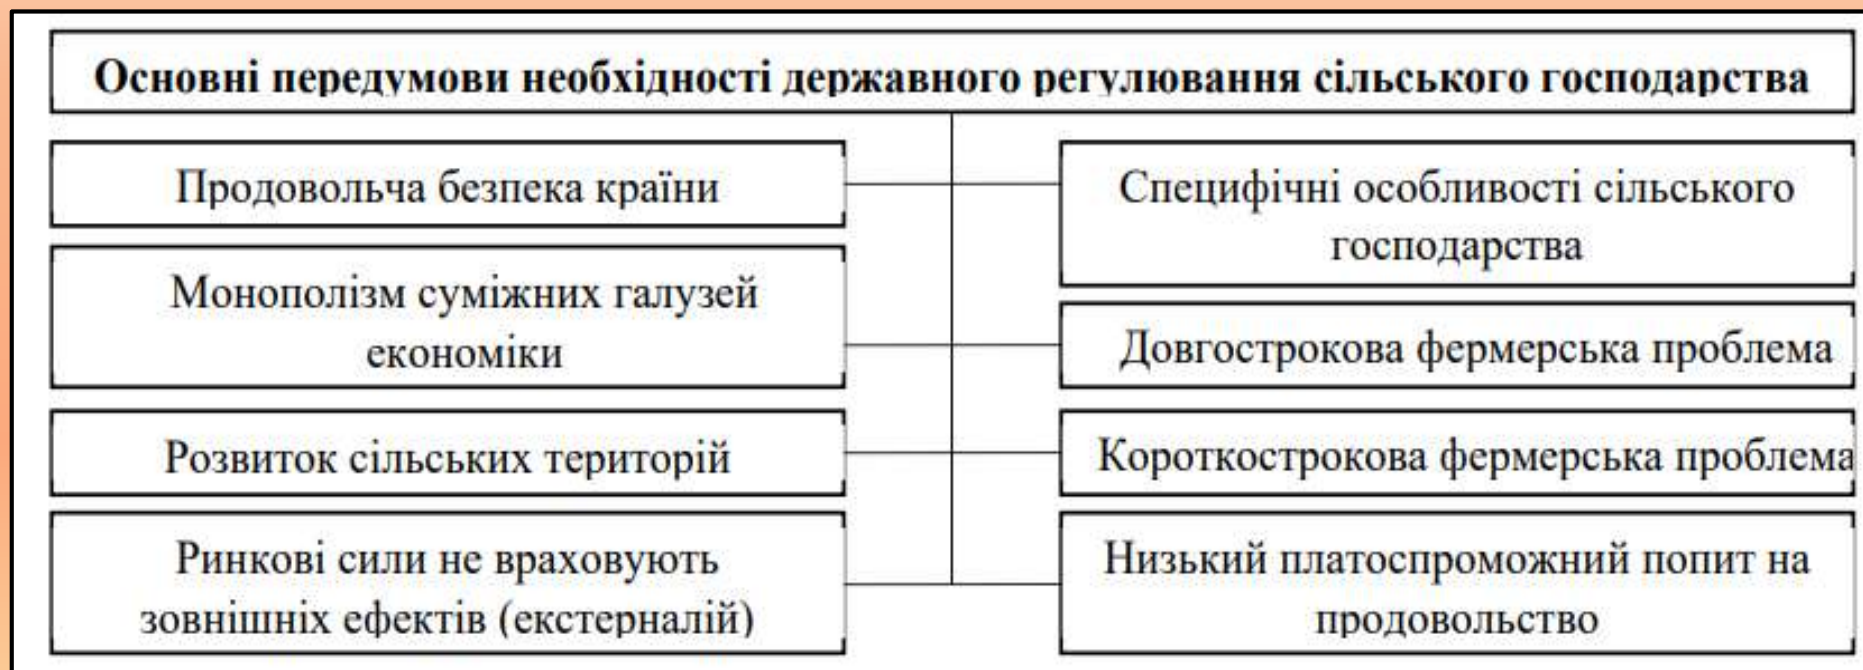 Основні передумови необхідності державного регулювання сільського господарства
Продовольча безпека країни
Монополізм суміжних галузей
економіки
Розвиток сільських територій
Ринкові сили не враховують
зовнішніх ефектів (екстерналій)
Специфічні особливості сільського
господарства
Довгострокова фермерська проблема
Короткострокова фермерська проблема
Низький платоспроможний попит на
продовольство